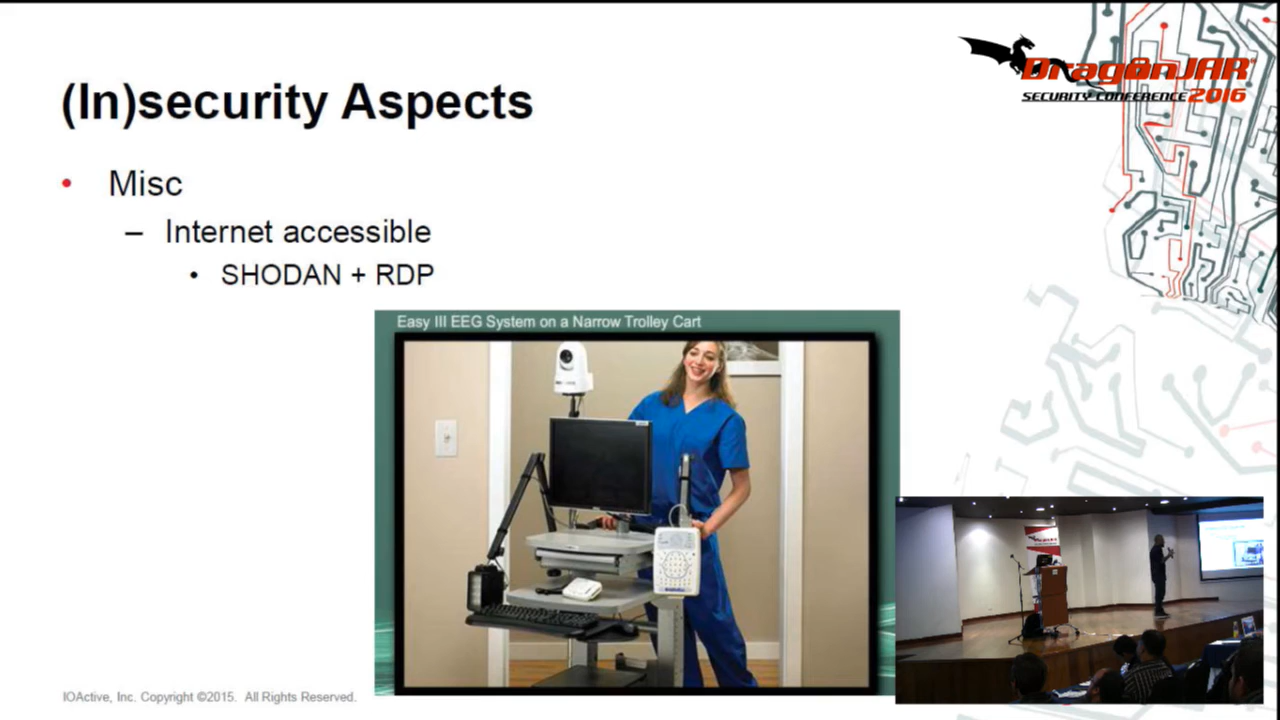 DragonJAR
SECURITY CONFERENCE 2016
(In)security Aspects
• Misc
– Internet accessible
• SHODAN + RDP
Easy III EEG System on a Narrow Trolley Cart
IOActive, Inc. Copyright ©2015. All Rights Reserved.